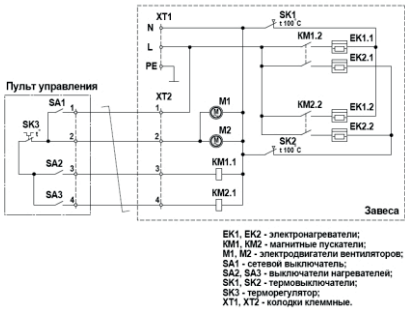 XT1
SK1
t 100˚C
N
KM1.2
EK1.1
L
EK2.1
PE
Пульт управления
XT2
M1
KM2.2
EK1.2
SA1
1
1
M
SK3
t˚
EK2.2
M2
SK2
2
2
M
t 100˚C
SA2
3
3
KM1.1
SA3
4
4
KM2.1
Завеса
EK1, EK2 - электронагреватели;
KM1, KM2 - магнитные пускатели;
M1, M2 - электродвигатели вентиляторов;
SA1 - сетевой выключатель;
SA2, SA3 - выключатели нагревателей;
SK1, SK2 - термовыключатели;
SK3 - терморегулятор;
XT1, XT2 - колодки клеммные.